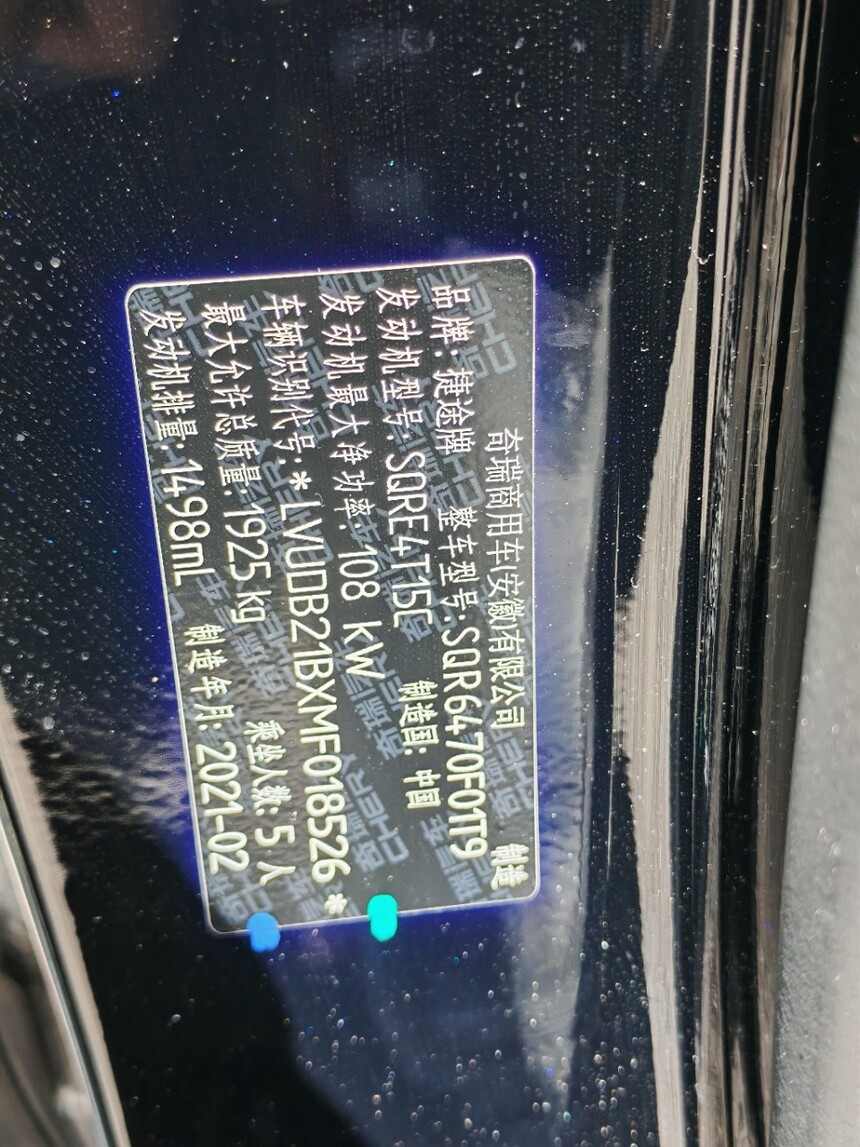 奇瑞商用车(安徽)有限公司 制造
品牌:捷途牌 整车型号:SQR6470F01T9
发动机型号:SQRE4T15C 制造国:中国
发动机最大净功率:108 kW
车辆识别代号:*LVUDB21BXMF018526*
最大允许总质量:1925kg 乘坐人数:5人
发动机排量:1498mL 制造年月:2021-02